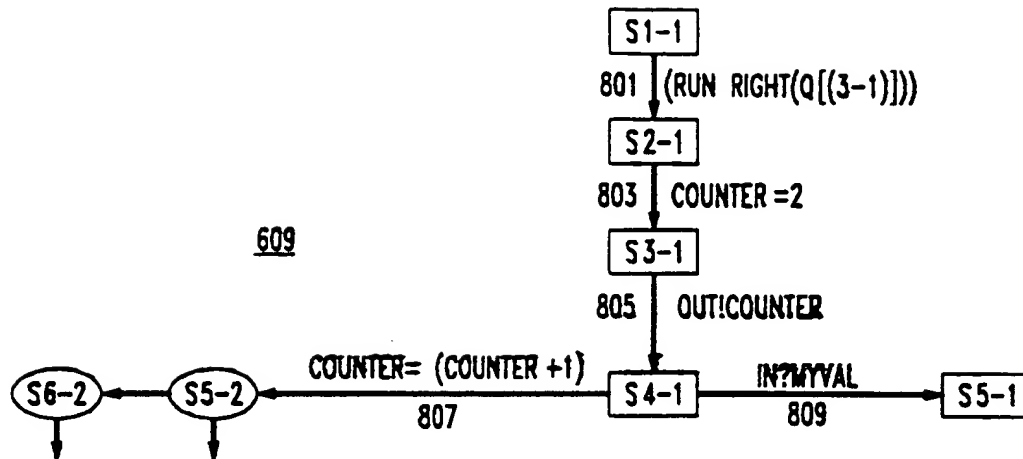 S1-1
801 (RUN RIGHT(Q[(3-1)]))
S2-1
803 COUNTER=2
609
S3-1
805 OUT!COUNTER
COUNTER= (COUNTER+1)
IN?MYVAL
S6-2
S5-2
S4-1
S5-1
807
809